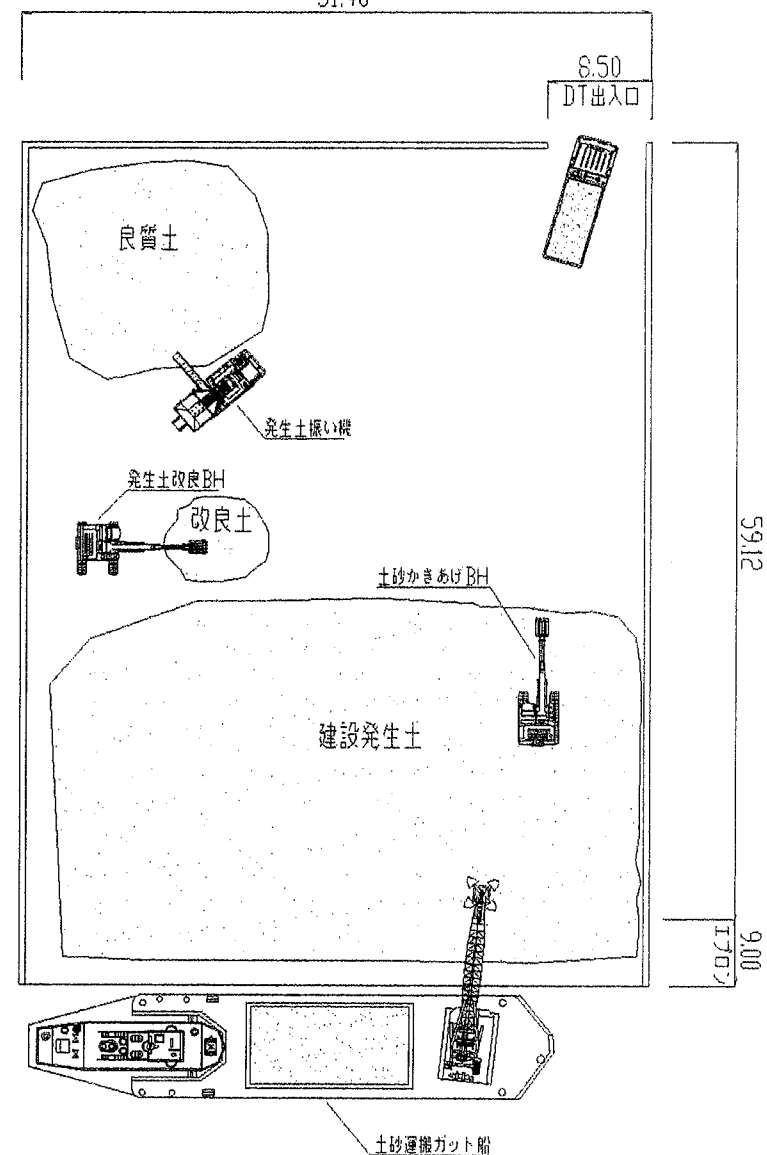 8.50
DT出入口
良質土
発生土振い機
発生土改良BH
改良土
土砂かきあげBH
59.12
建設発生土
9.00
エプロン
土砂運搬ガット船